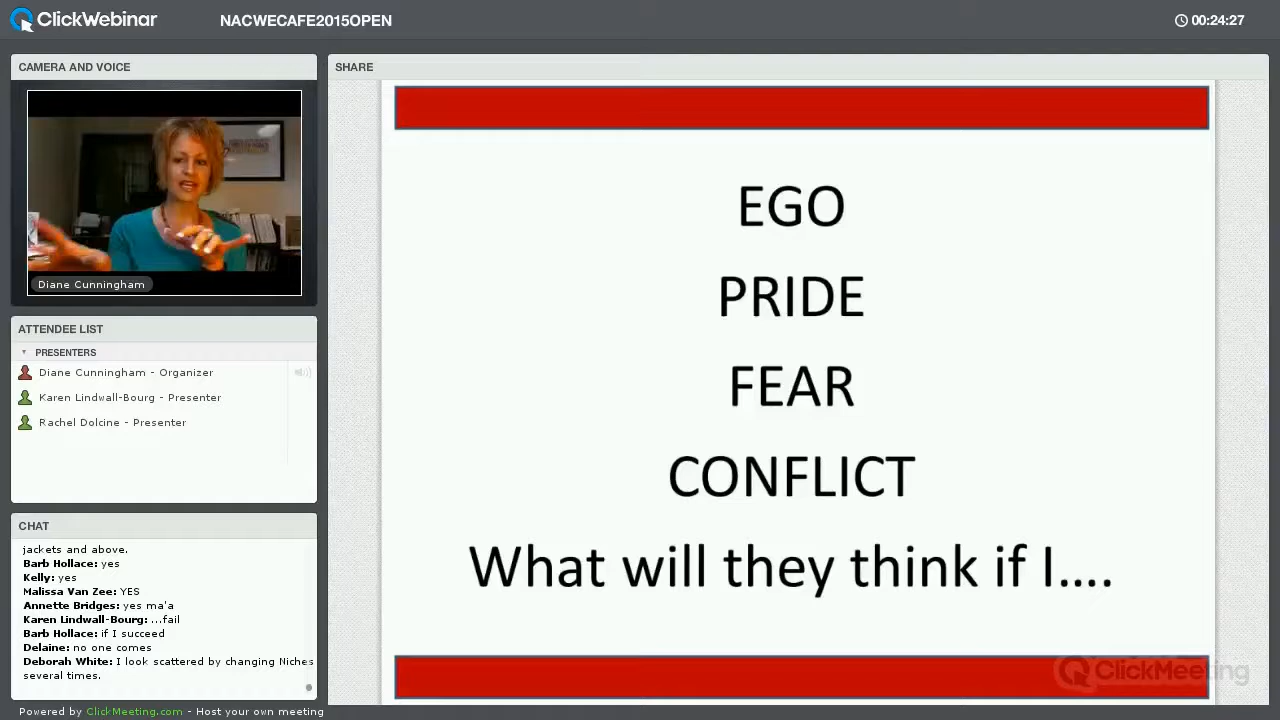 ClickWebinar
NACWECAFE2015OPEN
00:24:27
CAMERA AND VOICE
Diane Cunningham
ATTENDEE LIST
PRESENTERS
Diane Cunningham - Organizer
Karen Lindwall-Bourg - Presenter
Rachel Dolcine - Presenter
CHAT
jackets and above.
Barb Hollace: yes
Kelly: yes
Malissa Van Zee: YES
Annette Bridges: yes ma'a
Karen Lindwall-Bourg: ...fail
Barb Hollace: if I succeed
Delaine: no one comes
Deborah White: I look scattered by changing Niches
several times.
Powered by ClickMeeting.com - Host your own meeting
SHARE
EGO
PRIDE
FEAR
CONFLICT
What will they think if I....
ClickMeeting